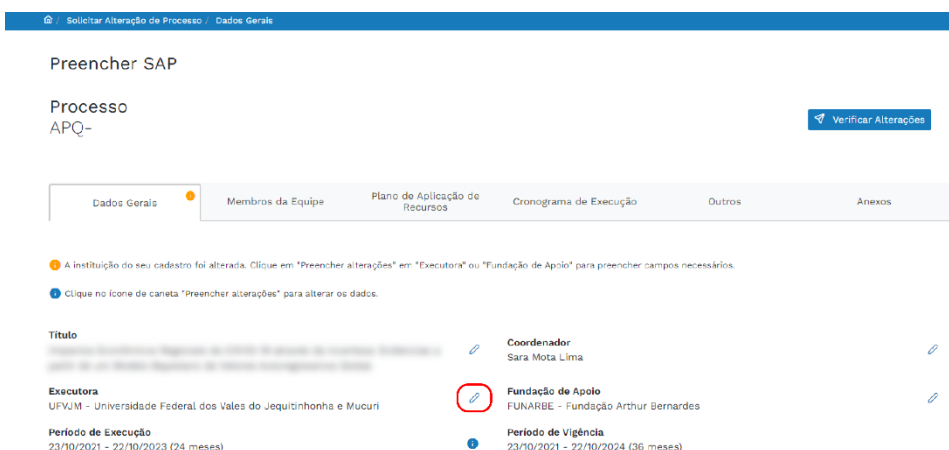 / Solicitar Alteração de Processo / Dados Gerais
Preencher SAP
Processo
APQ-
Verificar Alterações
Dados Gerais
Membros da Equipe
Plano de Aplicação de
Recursos
Cronograma de Execução
Outros
Anexos
A instituição do seu cadastro foi alterada. Clique em "Preencher alterações" em "Executora" ou "Fundação de Apoio" para preencher campos necessários.
Clique no ícone de caneta "Preencher alterações" para alterar os dados.
Título
Coordenador
Sara Mota Lima
Executora
UFVJM - Universidade Federal dos Vales do Jequitinhonha e Mucuri
Fundação de Apoio
FUNARBE - Fundação Arthur Bernardes
Período de Execução
23/10/2021 - 22/10/2023 (24 meses)
Período de Vigência
23/10/2021 - 22/10/2024 (36 meses)